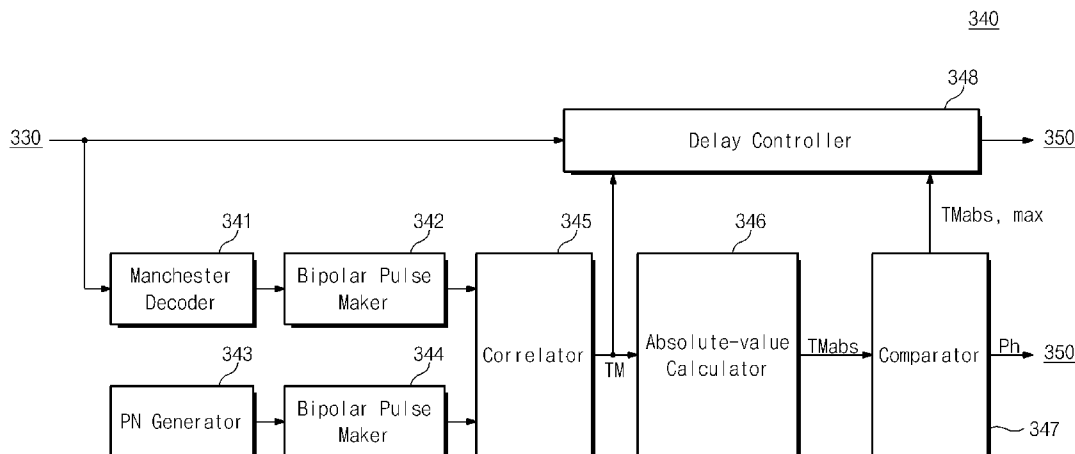 340
348
330
Delay Controller
350
341
342
345
346
TMabs, max
Manchester
Decoder
Bipolar Pulse
Maker
Correlator
TM
Absolute-value
Calculator
TMabs
Comparator
Ph
350
343
344
PN Generator
Bipolar Pulse
Maker
347